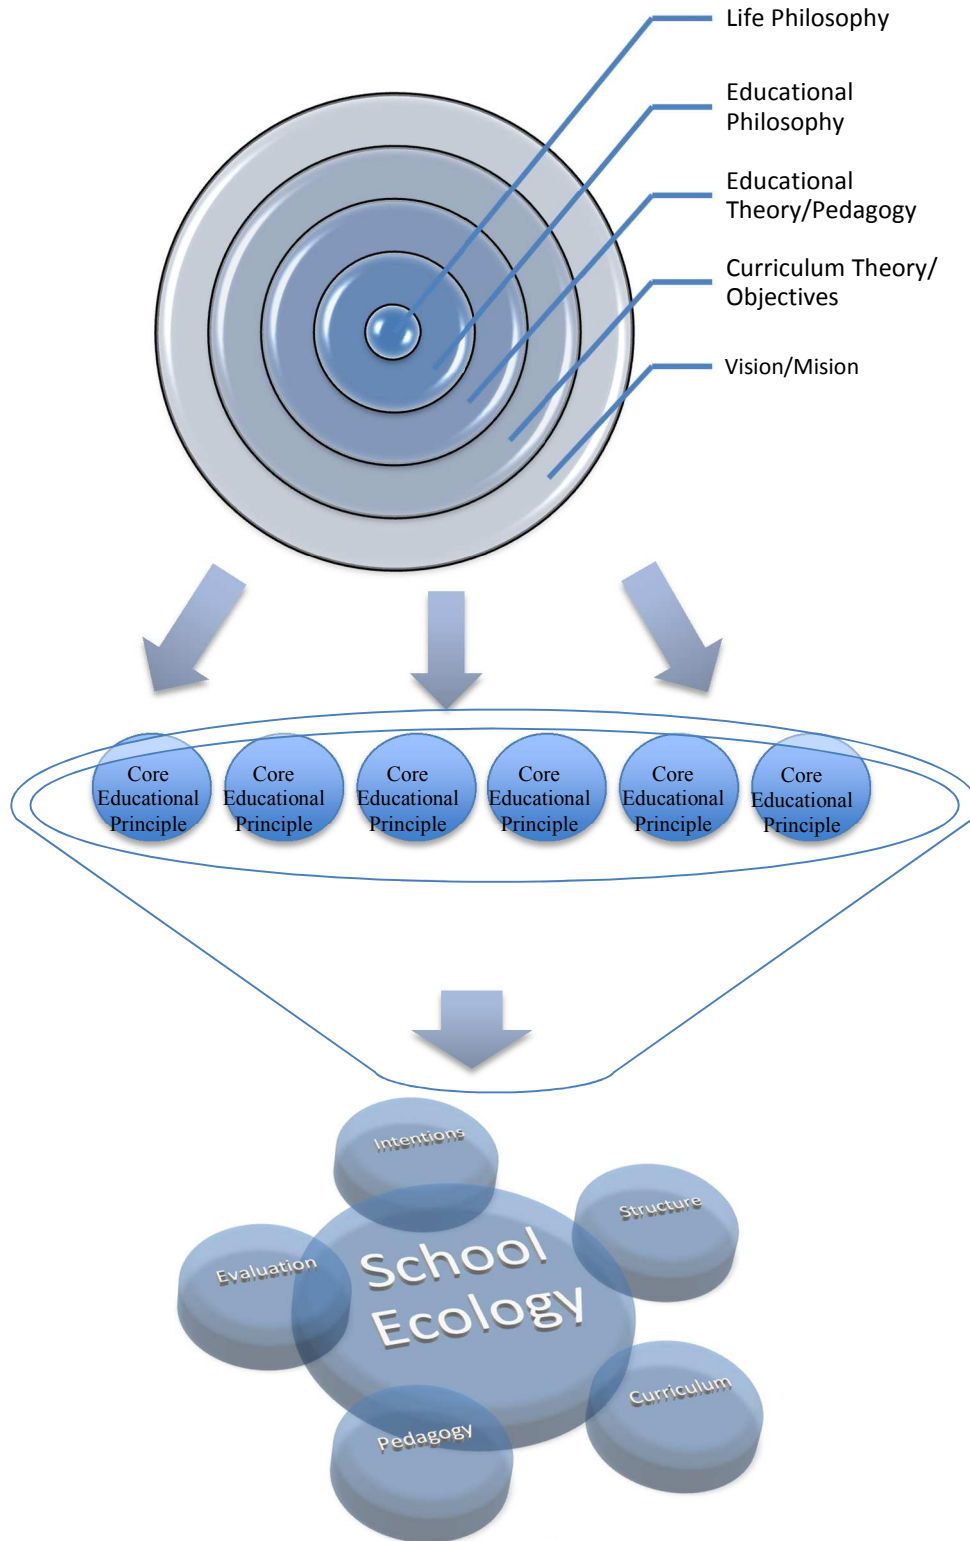 Life Philosophy
Educational
Philosophy
Educational
Theory/Pedagogy
Curriculum Theory/
Objectives
Vision/Mision
Core
Educational
Principle
Core
Educational
Principle
Core
Educational
Principle
Core
Educational
Principle
Core
Educational
Principle
Core
Educational
Principle
Intentions
Structure
Evaluation
School
Ecology
Curriculum
Pedagogy